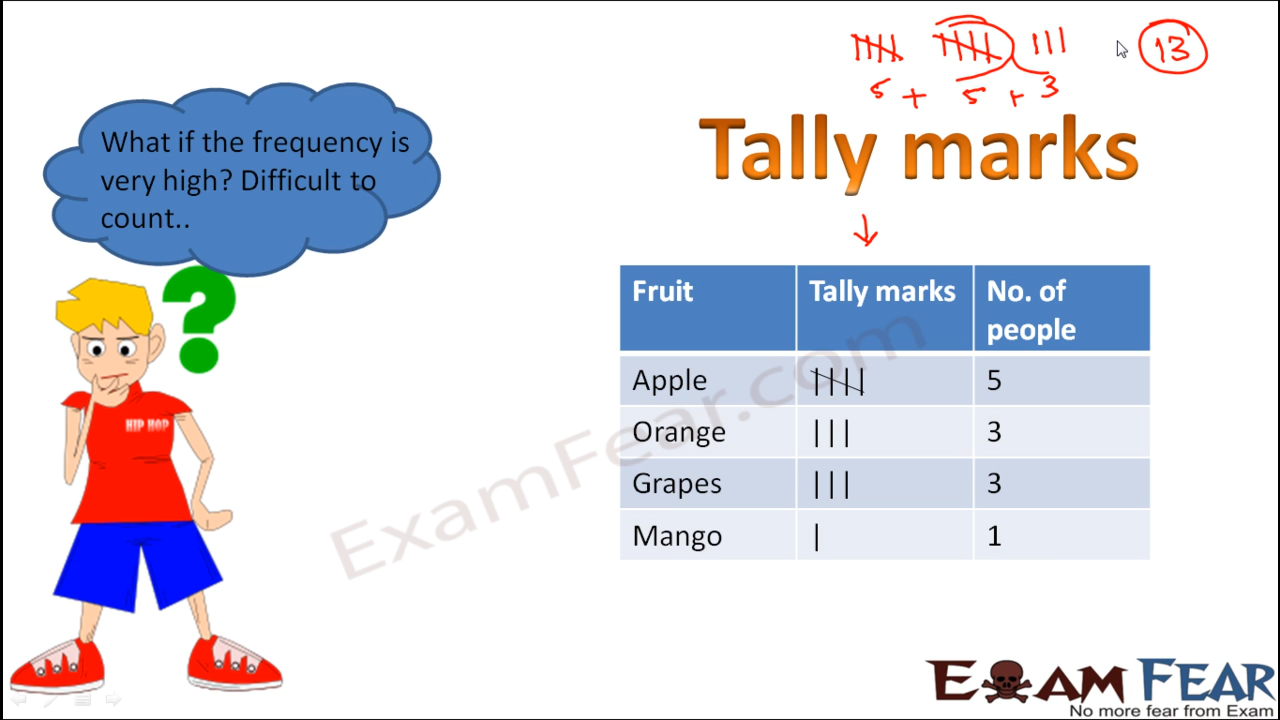 𝍸 𝍸 ||| 13
5 + 5 + 3
What if the frequency is
very high? Difficult to
count..
Tally marks
Fruit Tally marks No. of people
Apple 𝍸 5
Orange ||| 3
Grapes ||| 3
Mango | 1
HIP HOP
ExamFear.com
EXAM FEAR
No more fear from Exam